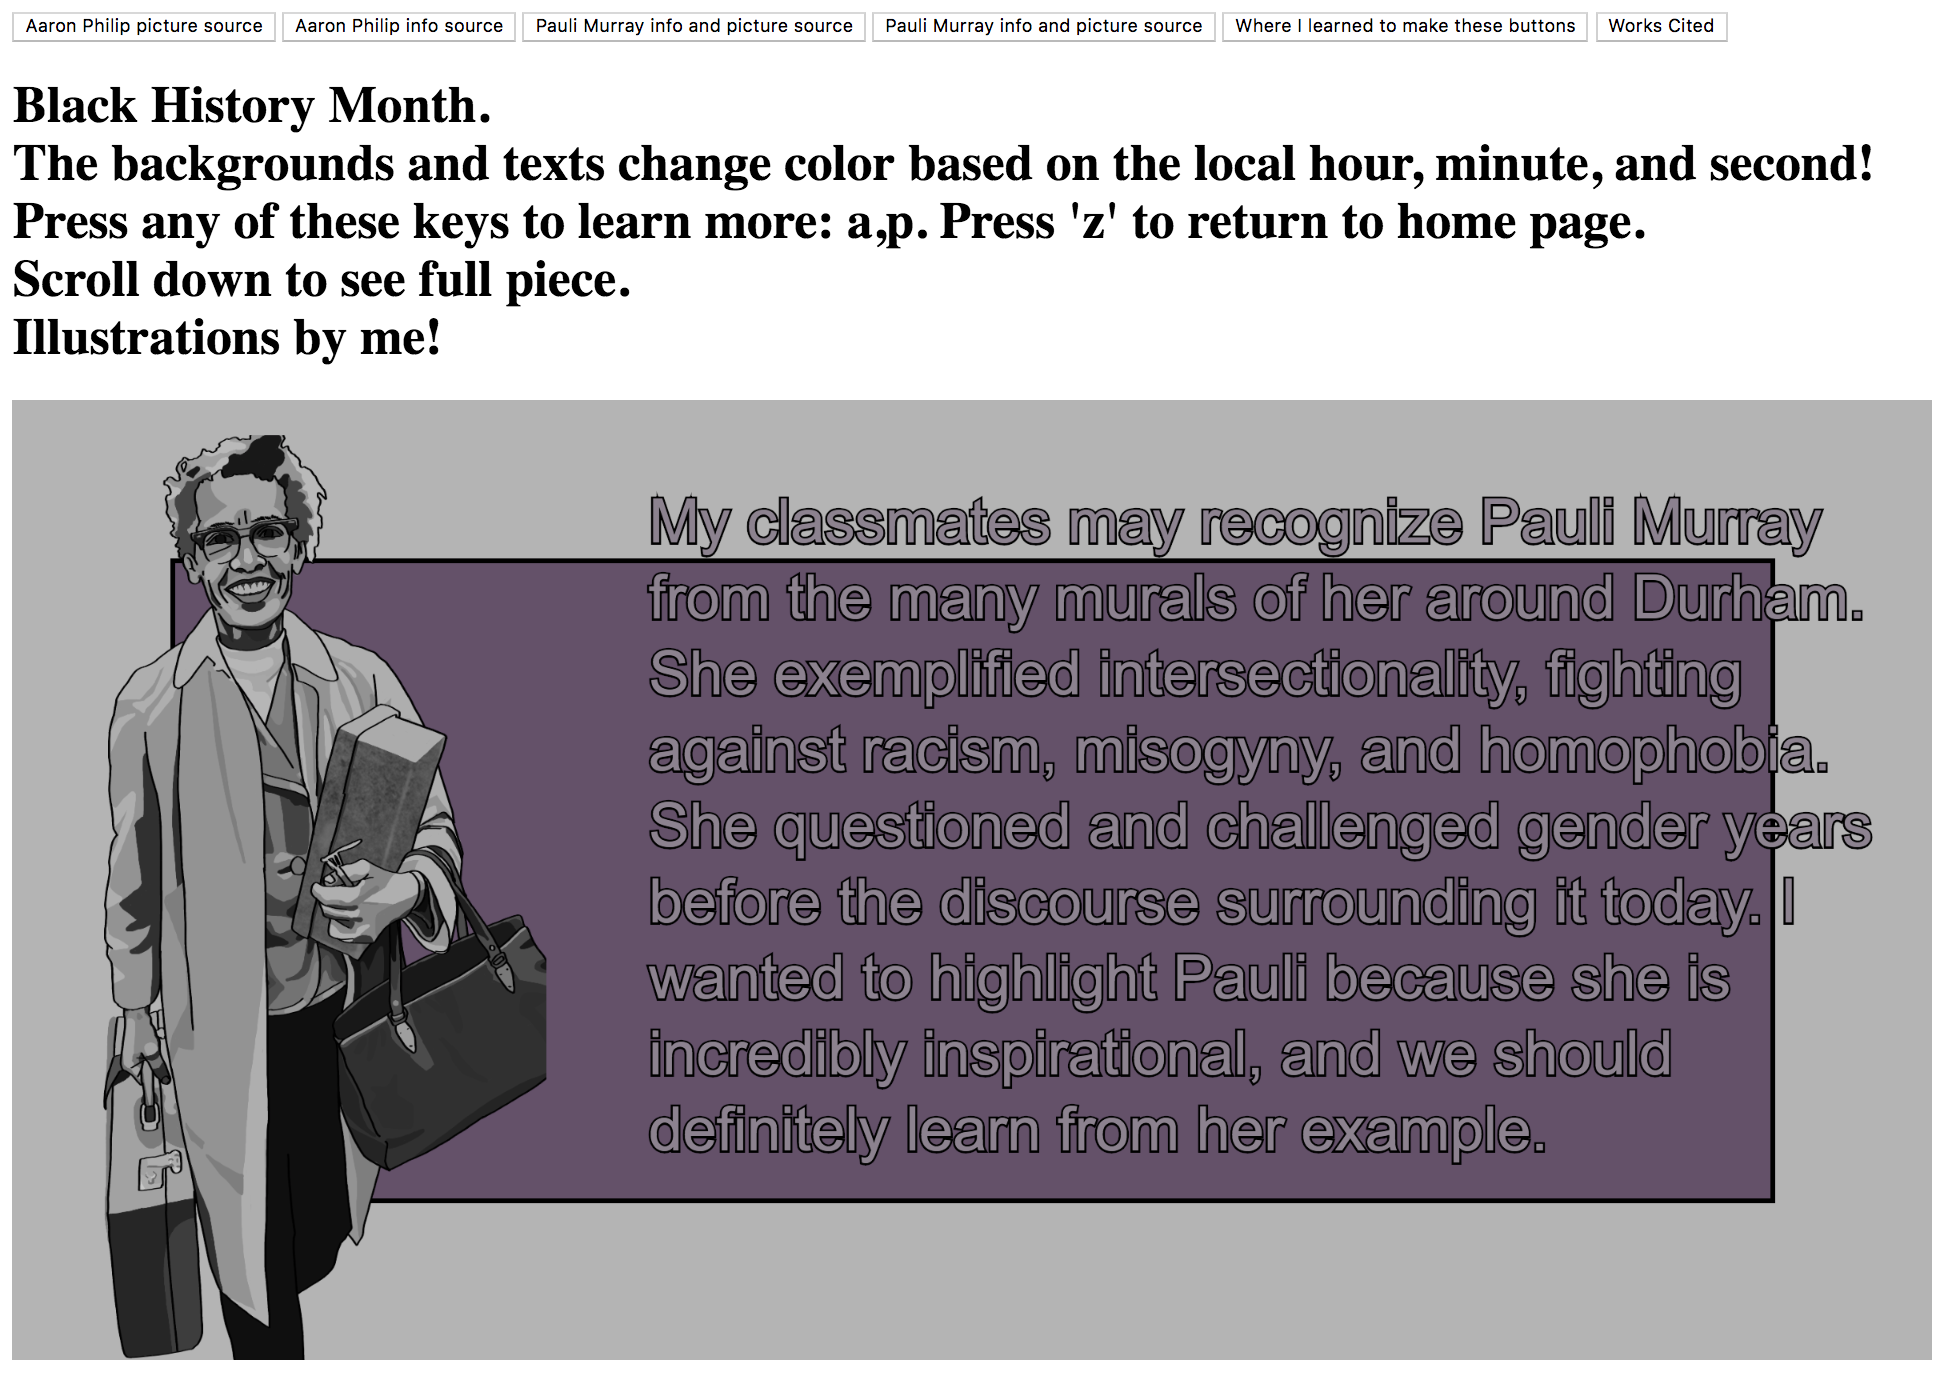 Aaron Philip picture source
Aaron Philip info source
Pauli Murray info and picture source
Pauli Murray info and picture source
Where I learned to make these buttons
Works Cited
Black History Month.
The backgrounds and texts change color based on the local hour, minute, and second!
Press any of these keys to learn more: a,p. Press 'z' to return to home page.
Scroll down to see full piece.
Illustrations by me!
My classmates may recognize Pauli Murray
from the many murals of her around Durham.
She exemplified intersectionality, fighting
against racism, misogyny, and homophobia.
She questioned and challenged gender years
before the discourse surrounding it today. I
wanted to highlight Pauli because she is
incredibly inspirational, and we should
definitely learn from her example.